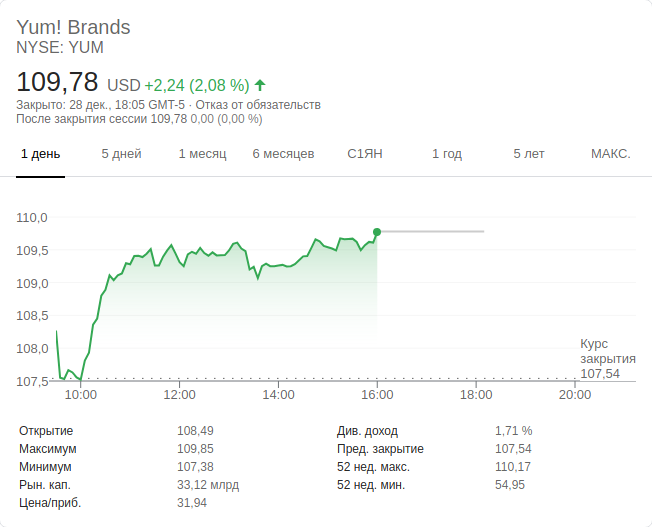 Yum! Brands
NYSE: YUM
109,78 USD +2,24 (2,08 %)
Закрыто: 28 дек., 18:05 GMT-5 · Отказ от обязательств
После закрытия сессии 109,78 0,00 (0,00 %)
1 день 5 дней 1 месяц 6 месяцев С1ЯН 1 год 5 лет МАКС.
110,0
109,5
109,0
108,5
108,0
107,5
Курс
закрытия
107,54
10:00 12:00 14:00 16:00 18:00 20:00
Открытие 108,49 Див. доход 1,71 %
Максимум 109,85 Пред. закрытие 107,54
Минимум 107,38 52 нед. макс. 110,17
Рын. кап. 33,12 млрд 52 нед. мин. 54,95
Цена/приб. 31,94